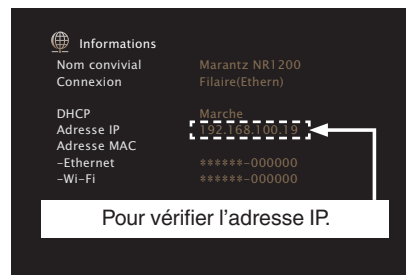 Informations
Nom convivial Marantz NR1200
Connexion Filaire(Ethern)
DHCP Marche
Adresse IP 192.168.100.19
Adresse MAC
-Ethernet ******-000000
-Wi-Fi ******-000000
Pour vérifier l'adresse IP.